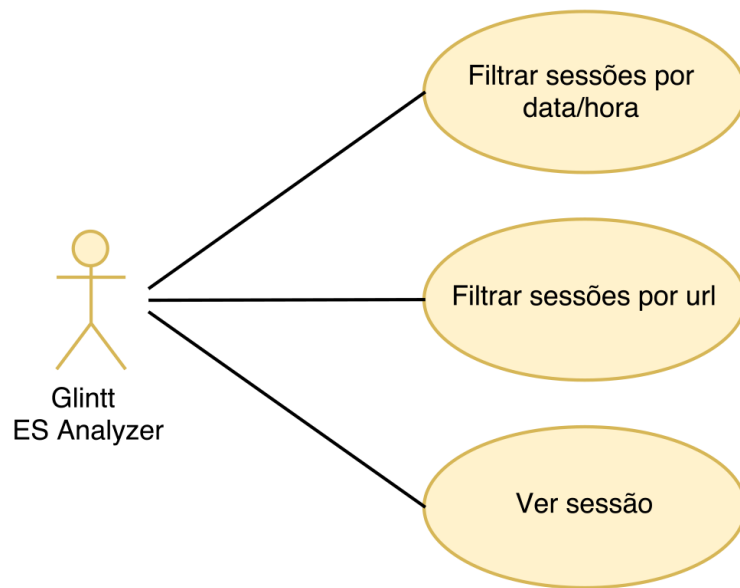 Filtrar sessões por
data/hora
Filtrar sessões por url
Glintt
ES Analyzer
Ver sessão